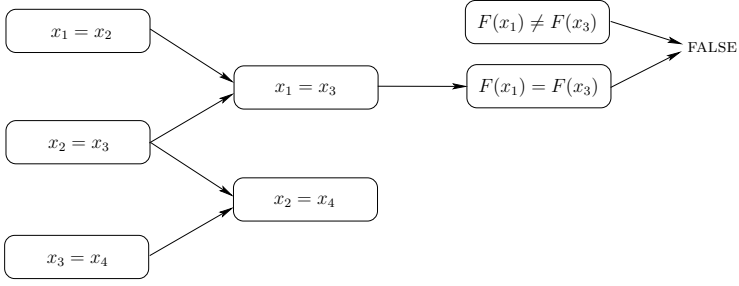 x₁ = x₂
x₂ = x₃
x₃ = x₄
x₁ = x₃
x₂ = x₄
F(x₁) ≠ F(x₃)
F(x₁) = F(x₃)
FALSE